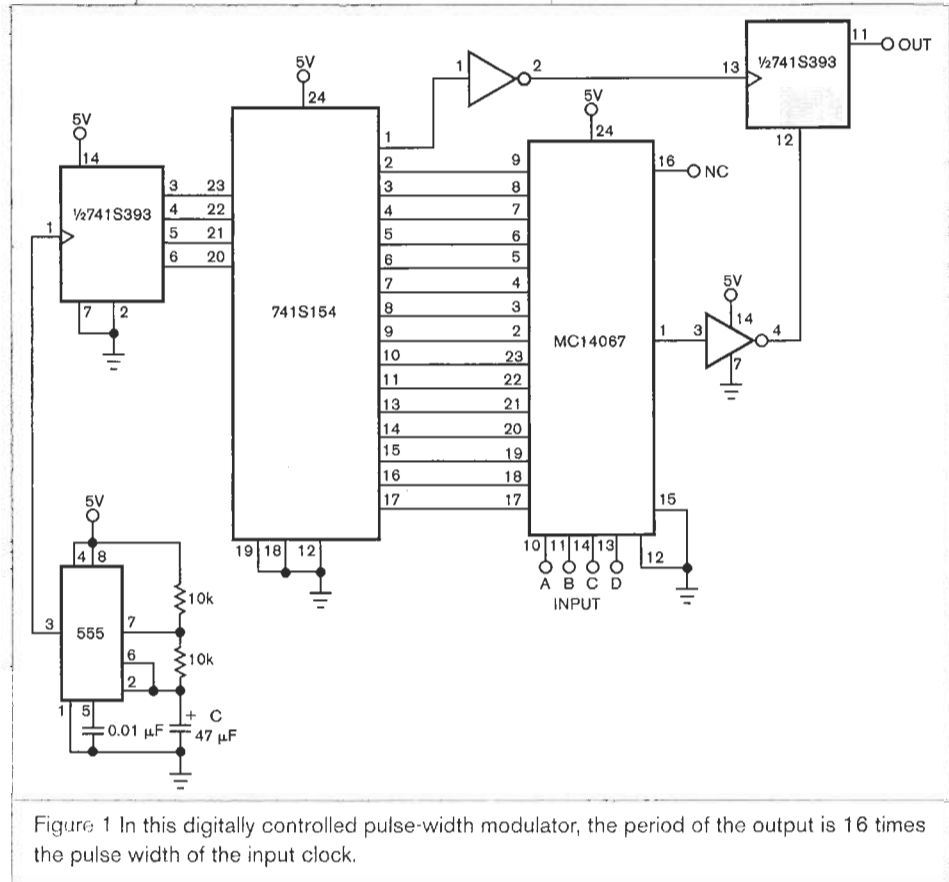 5V
24
1
2
13
½741S393
11
OUT
12
5V
14
½741S393
1
3 23
4 22
5 21
6 20
7 2
741S154
1
2 9
3 8
4 7
5 6
6 5
7 4
8 3
9 2
10 23
11 22
13 21
14 20
15 19
16 18
17 17
19 18 12
5V
24
MC14067
16
NC
1 3
5V
14
4
7
15
10 11 14 13
12
A B C D
INPUT
5V
4 8
10k
3
555
7
10k
6
2
1 5
0.01 µF
+ C
47 µF
Figure 1 In this digitally controlled pulse-width modulator, the period of the output is 16 times
the pulse width of the input clock.